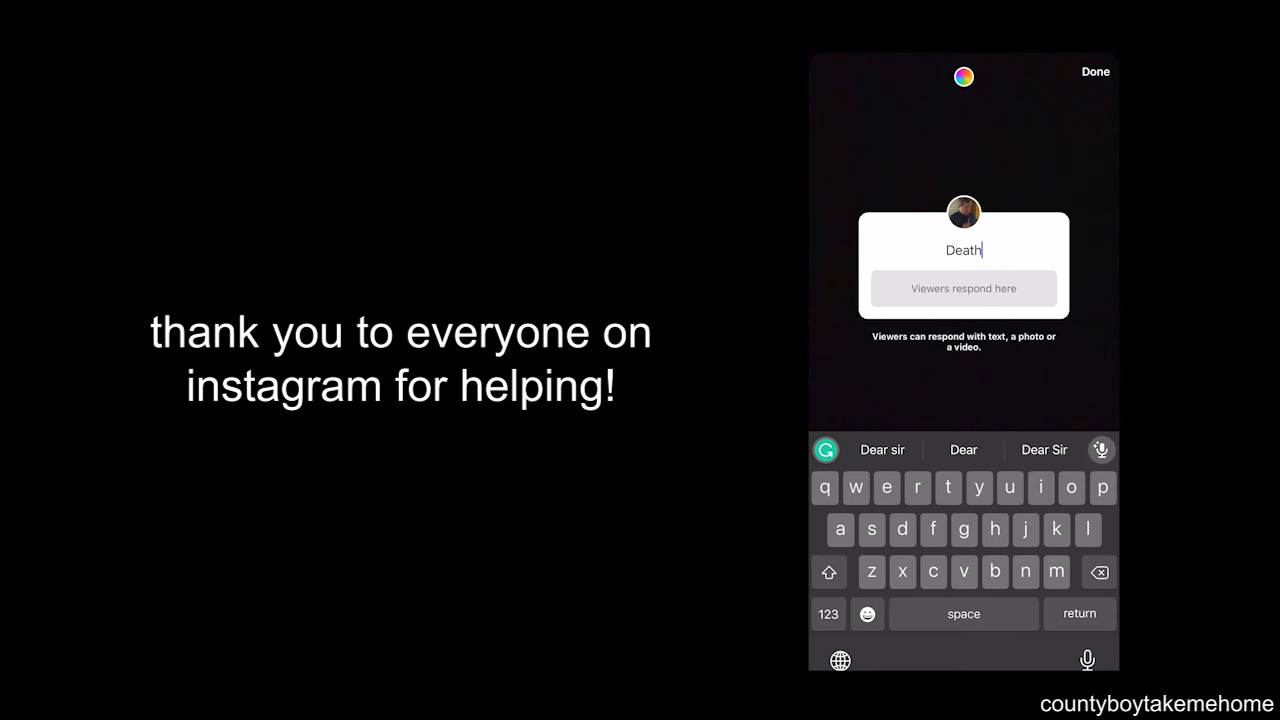 thank you to everyone on
instagram for helping!
Done
Death
Viewers respond here
Viewers can respond with text, a photo or
a video.
Dear sir Dear Dear Sir
q w e r t y u i o p
a s d f g h j k l
z x c v b n m
123 space return
countyboytakemehome